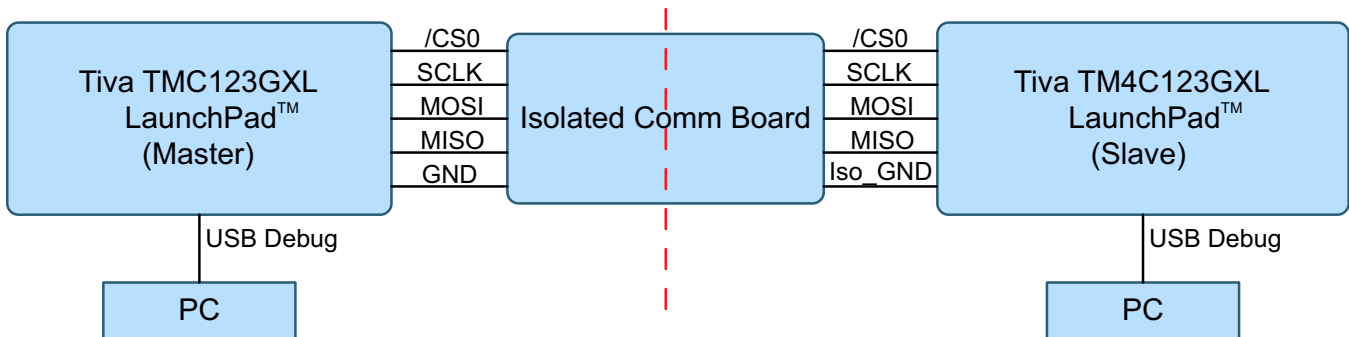 Tiva TMC123GXL
LaunchPad™
(Master)
/CS0
SCLK
MOSI
MISO
GND
Isolated Comm Board
/CS0
SCLK
MOSI
MISO
Iso_GND
Tiva TM4C123GXL
LaunchPad™
(Slave)
USB Debug
USB Debug
PC
PC